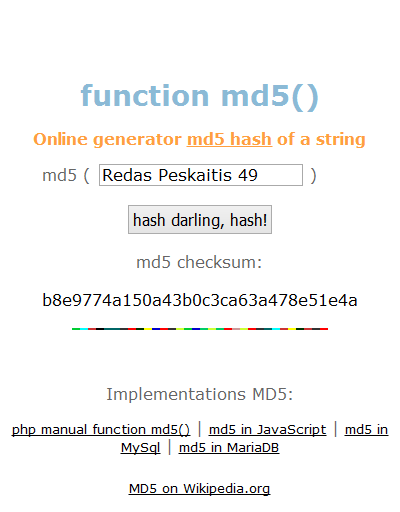 function md5()
Online generator md5 hash of a string
md5 ( Redas Peskaitis 49 )
hash darling, hash!
md5 checksum:
b8e9774a150a43b0c3ca63a478e51e4a
Implementations MD5:
php manual function md5() | md5 in JavaScript | md5 in
MySql | md5 in MariaDB
MD5 on Wikipedia.org